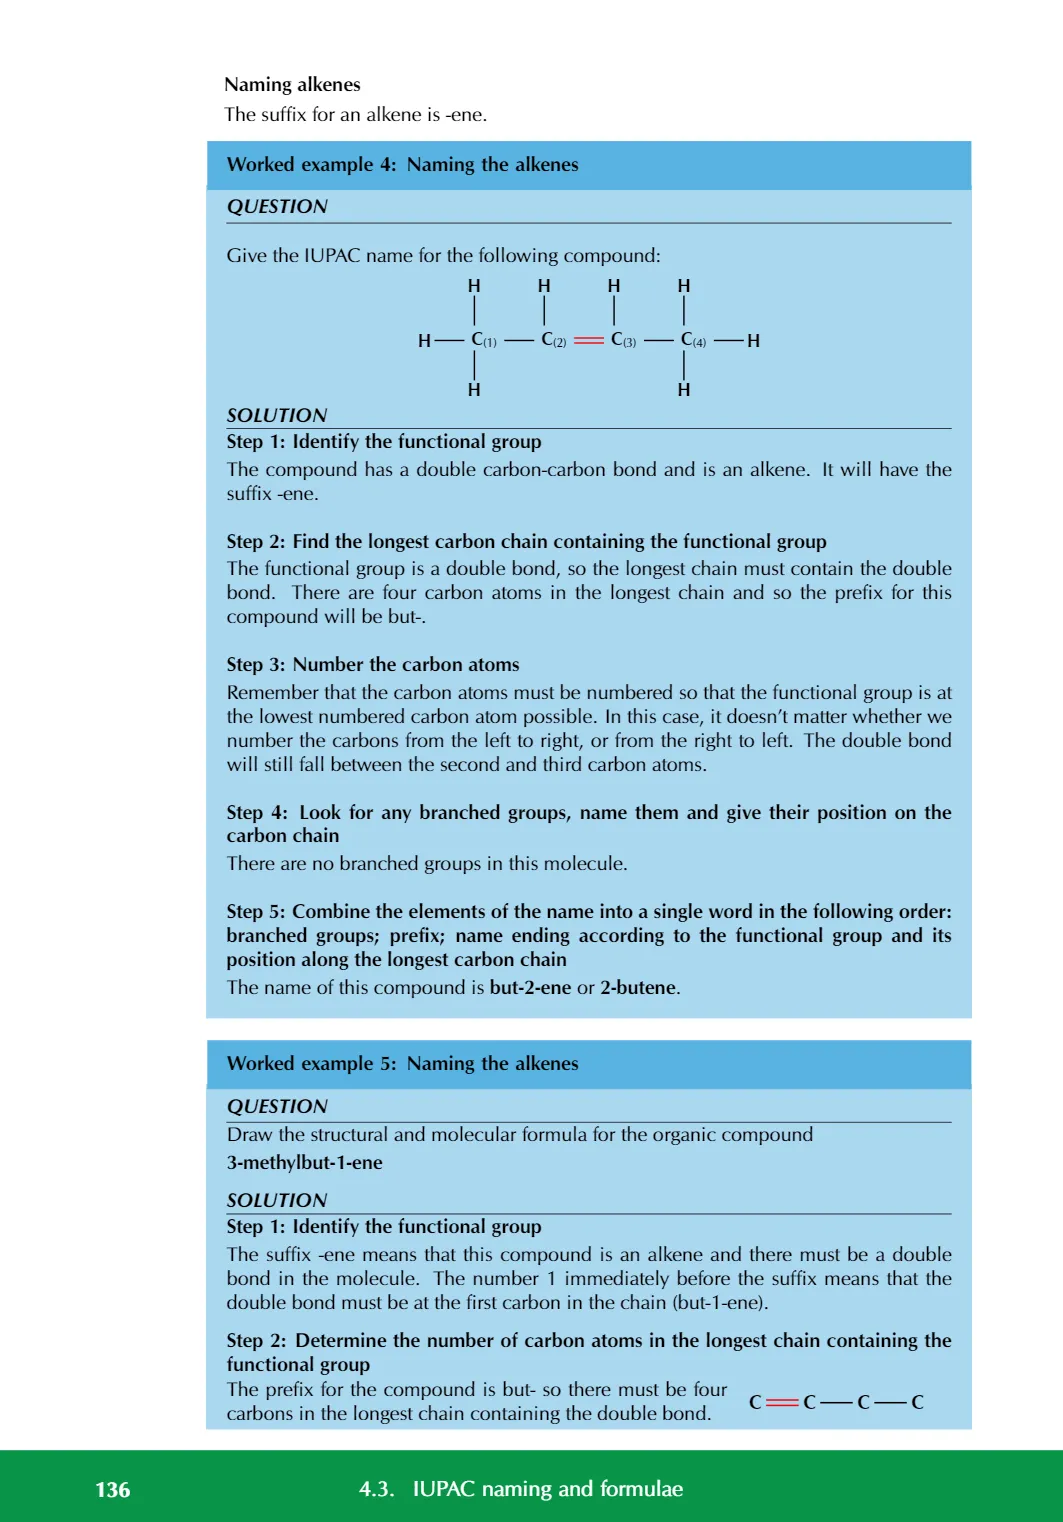 Naming alkenes
The suffix for an alkene is -ene.
Worked example 4: Naming the alkenes
QUESTION
Give the IUPAC name for the following compound:
H H H H
H C(1) C(2) C(3) C(4) H
H H
SOLUTION
Step 1: Identify the functional group
The compound has a double carbon-carbon bond and is an alkene. It will have the
suffix -ene.
Step 2: Find the longest carbon chain containing the functional group
The functional group is a double bond, so the longest chain must contain the double
bond. There are four carbon atoms in the longest chain and so the prefix for this
compound will be but-.
Step 3: Number the carbon atoms
Remember that the carbon atoms must be numbered so that the functional group is at
the lowest numbered carbon atom possible. In this case, it doesn’t matter whether we
number the carbons from the left to right, or from the right to left. The double bond
will still fall between the second and third carbon atoms.
Step 4: Look for any branched groups, name them and give their position on the
carbon chain
There are no branched groups in this molecule.
Step 5: Combine the elements of the name into a single word in the following order:
branched groups; prefix; name ending according to the functional group and its
position along the longest carbon chain
The name of this compound is but-2-ene or 2-butene.
Worked example 5: Naming the alkenes
QUESTION
Draw the structural and molecular formula for the organic compound
3-methylbut-1-ene
SOLUTION
Step 1: Identify the functional group
The suffix -ene means that this compound is an alkene and there must be a double
bond in the molecule. The number 1 immediately before the suffix means that the
double bond must be at the first carbon in the chain (but-1-ene).
Step 2: Determine the number of carbon atoms in the longest chain containing the
functional group
The prefix for the compound is but- so there must be four
carbons in the longest chain containing the double bond.
C C C C
136 4.3. IUPAC naming and formulae